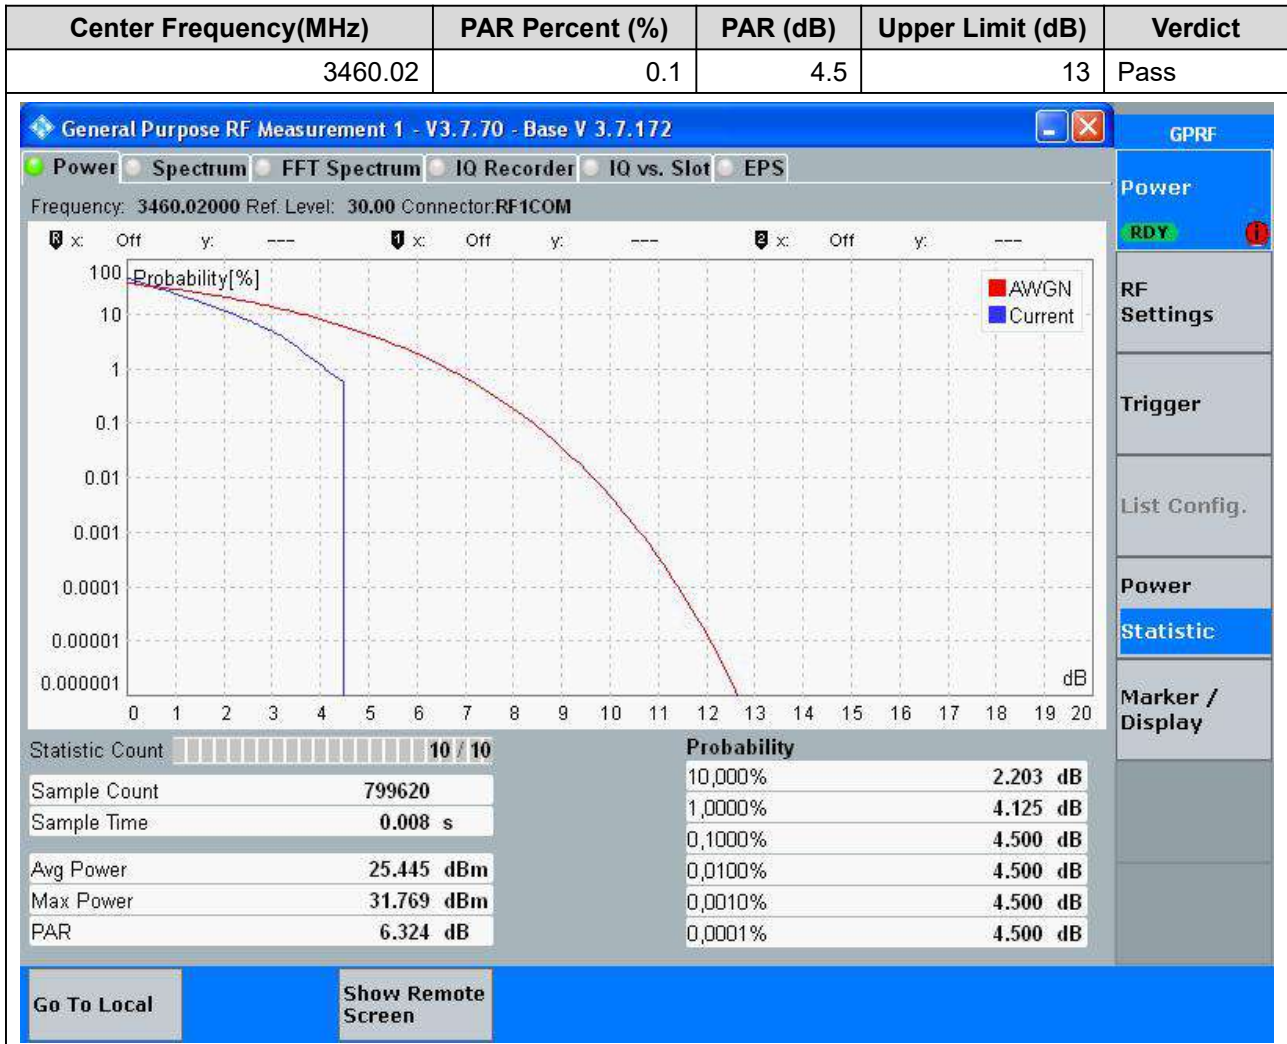 Center Frequency(MHz) PAR Percent (%) PAR (dB) Upper Limit (dB) Verdict
3460.02 0.1 4.5 13 Pass
General Purpose RF Measurement 1 - V3.7.70 - Base V 3.7.172
GPRF
Power Spectrum FFT Spectrum IQ Recorder IQ vs. Slot EPS
Frequency: 3460.02000 Ref. Level: 30.00 Connector:RF1COM
R x: Off y: --- 1 x: Off y: --- 2 x: Off y: ---
Probability[%]
AWGN
Current
100
10
1
0.1
0.01
0.001
0.0001
0.00001
0.000001
dB
0 1 2 3 4 5 6 7 8 9 10 11 12 13 14 15 16 17 18 19 20
Statistic Count 10 / 10
Sample Count 799620
Sample Time 0.008 s
Avg Power 25.445 dBm
Max Power 31.769 dBm
PAR 6.324 dB
Probability
10,000% 2.203 dB
1,0000% 4.125 dB
0,1000% 4.500 dB
0,0100% 4.500 dB
0,0010% 4.500 dB
0,0001% 4.500 dB
Power
RDY
RF
Settings
Trigger
List Config.
Power
Statistic
Marker /
Display
Go To Local
Show Remote
Screen